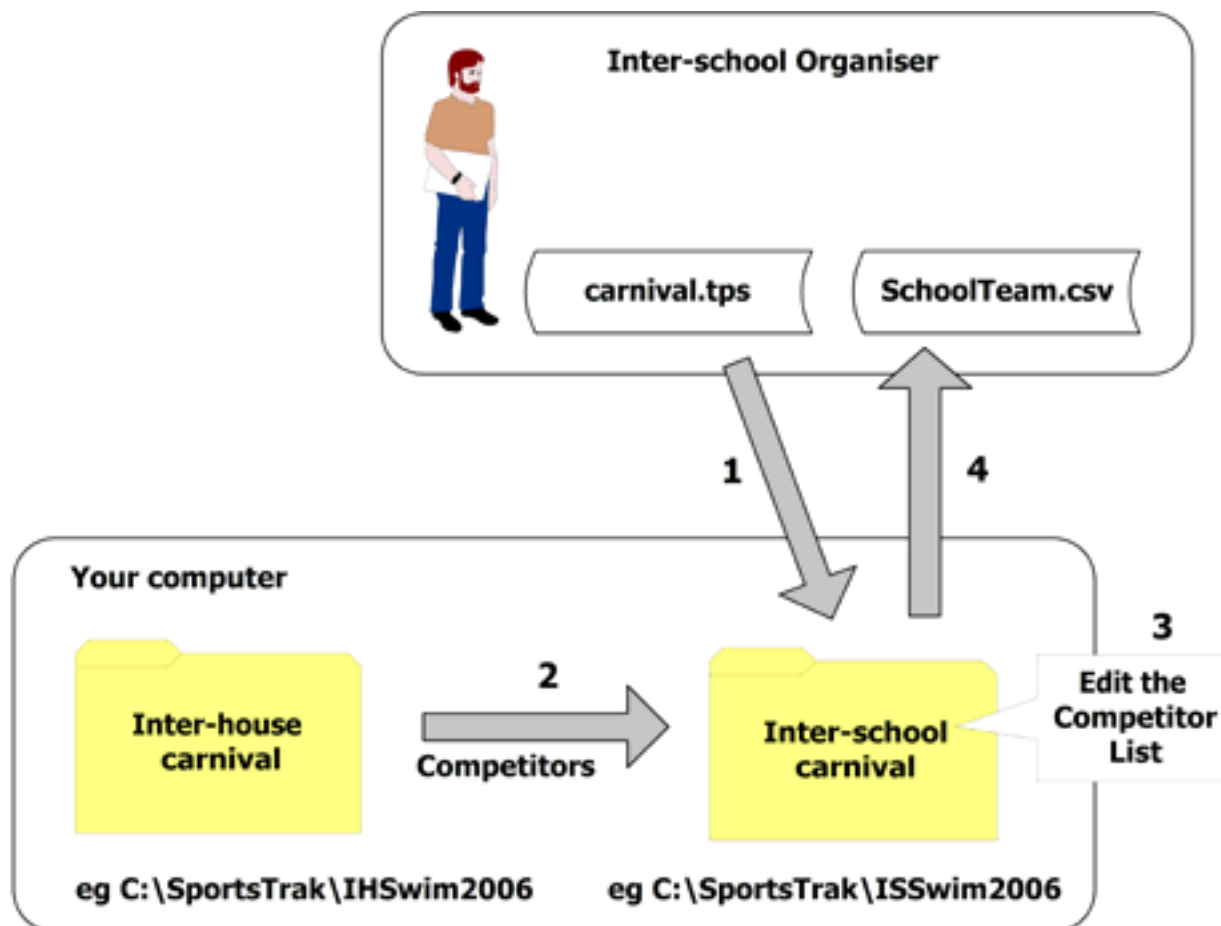 Inter-school Organiser
carnival.tps
SchoolTeam.csv
1
4
Your computer
3
2
Edit the
Competitor
List
Inter-house
carnival
Competitors
Inter-school
carnival
eg C:\SportsTrak\IHSwim2006
eg C:\SportsTrak\ISSwim2006